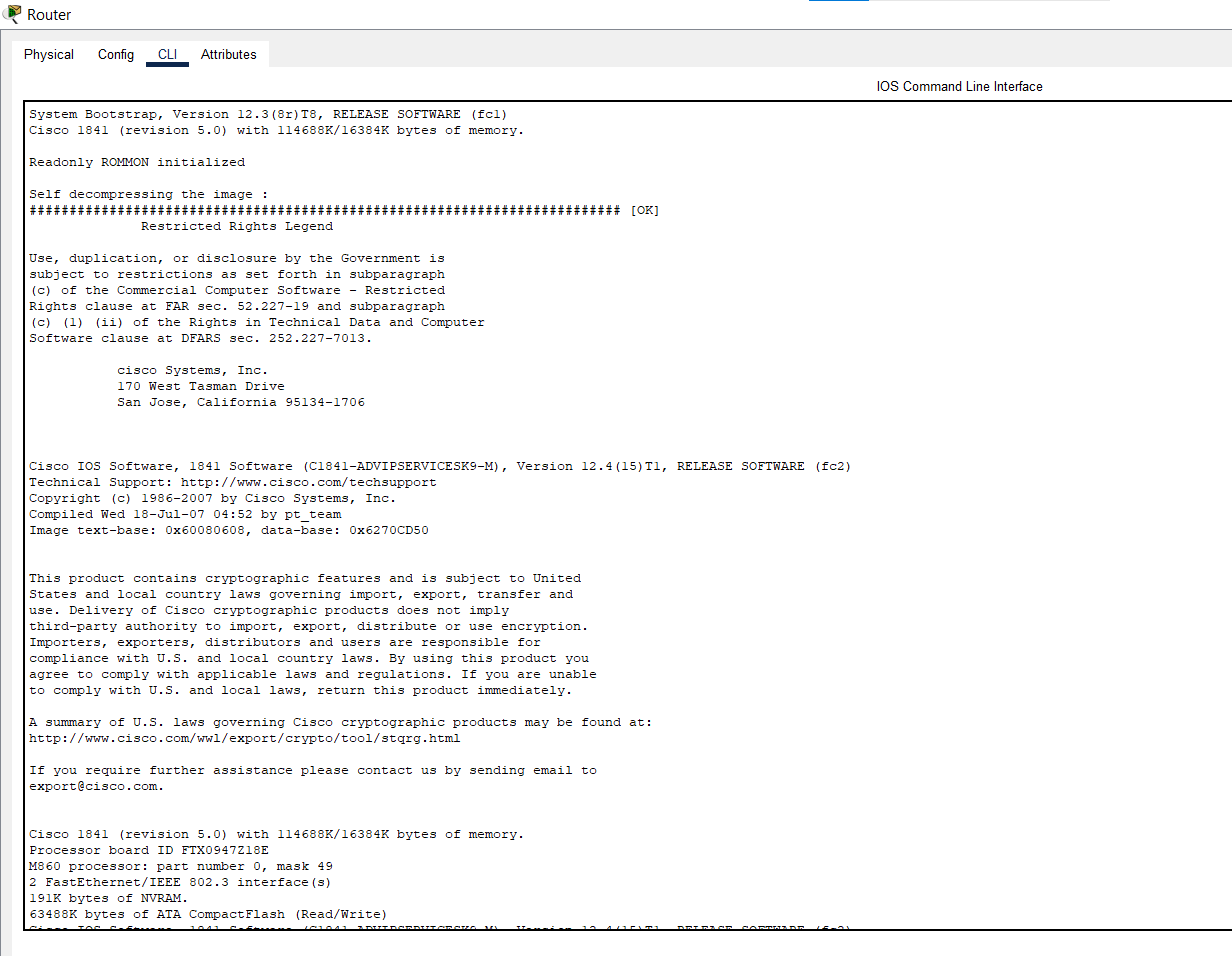 Router
Physical Config CLI Attributes
IOS Command Line Interface
System Bootstrap, Version 12.3(8r)T8, RELEASE SOFTWARE (fc1)
Cisco 1841 (revision 5.0) with 114688K/16384K bytes of memory.
Readonly ROMMON initialized
Self decompressing the image :
########################################################################## [OK]
Restricted Rights Legend
Use, duplication, or disclosure by the Government is
subject to restrictions as set forth in subparagraph
(c) of the Commercial Computer Software - Restricted
Rights clause at FAR sec. 52.227-19 and subparagraph
(c) (1) (ii) of the Rights in Technical Data and Computer
Software clause at DFARS sec. 252.227-7013.
cisco Systems, Inc.
170 West Tasman Drive
San Jose, California 95134-1706
Cisco IOS Software, 1841 Software (C1841-ADVIPSERVICESK9-M), Version 12.4(15)T1, RELEASE SOFTWARE (fc2)
Technical Support: http://www.cisco.com/techsupport
Copyright (c) 1986-2007 by Cisco Systems, Inc.
Compiled Wed 18-Jul-07 04:52 by pt_team
Image text-base: 0x60080608, data-base: 0x6270CD50
This product contains cryptographic features and is subject to United
States and local country laws governing import, export, transfer and
use. Delivery of Cisco cryptographic products does not imply
third-party authority to import, export, distribute or use encryption.
Importers, exporters, distributors and users are responsible for
compliance with U.S. and local country laws. By using this product you
agree to comply with applicable laws and regulations. If you are unable
to comply with U.S. and local laws, return this product immediately.
A summary of U.S. laws governing Cisco cryptographic products may be found at:
http://www.cisco.com/wwl/export/crypto/tool/stqrg.html
If you require further assistance please contact us by sending email to
export@cisco.com.
Cisco 1841 (revision 5.0) with 114688K/16384K bytes of memory.
Processor board ID FTX0947Z18E
M860 processor: part number 0, mask 49
2 FastEthernet/IEEE 802.3 interface(s)
191K bytes of NVRAM.
63488K bytes of ATA CompactFlash (Read/Write)
Cisco IOS Software, 1841 Software (C1841-ADVIPSERVICESK9-M), Version 12.4(15)T1, RELEASE SOFTWARE (fc2)